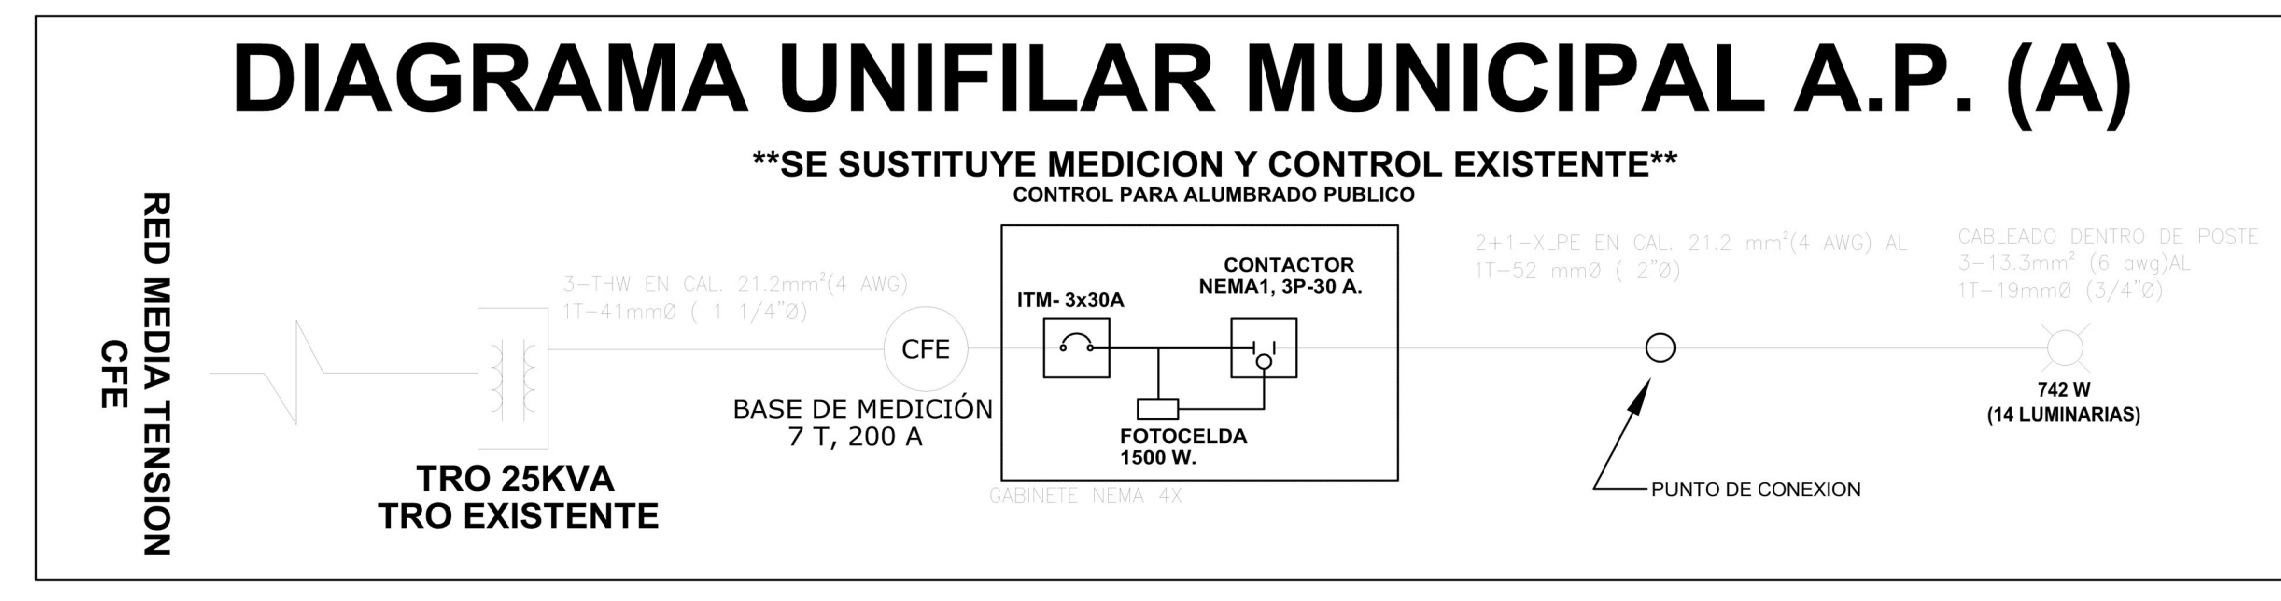 DIAGRAMA UNIFILAR MUNICIPAL A.P. (A)
**SE SUSTITUYE MEDICION Y CONTROL EXISTENTE**
CONTROL PARA ALUMBRADO PUBLICO
RED MEDIA TENSION
CFE
3-THW EN CAL. 21.2mm²(4 AWG)
1T-41mmØ ( 1 1/4"Ø)
TRO 25KVA
TRO EXISTENTE
CFE
BASE DE MEDICIÓN
7 T, 200 A
ITM- 3x30A
CONTACTOR
NEMA1, 3P-30 A.
FOTOCELDA
1500 W.
GABINETE NEMA 4X
2+1-XLPE EN CAL. 21.2 mm²(4 AWG) AL
1T-52 mmØ ( 2"Ø)
PUNTO DE CONEXION
CABLEADO DENTRO DE POSTE
3-13.3mm² (6 awg)AL
1T-19mmØ (3/4"Ø)
742 W
(14 LUMINARIAS)